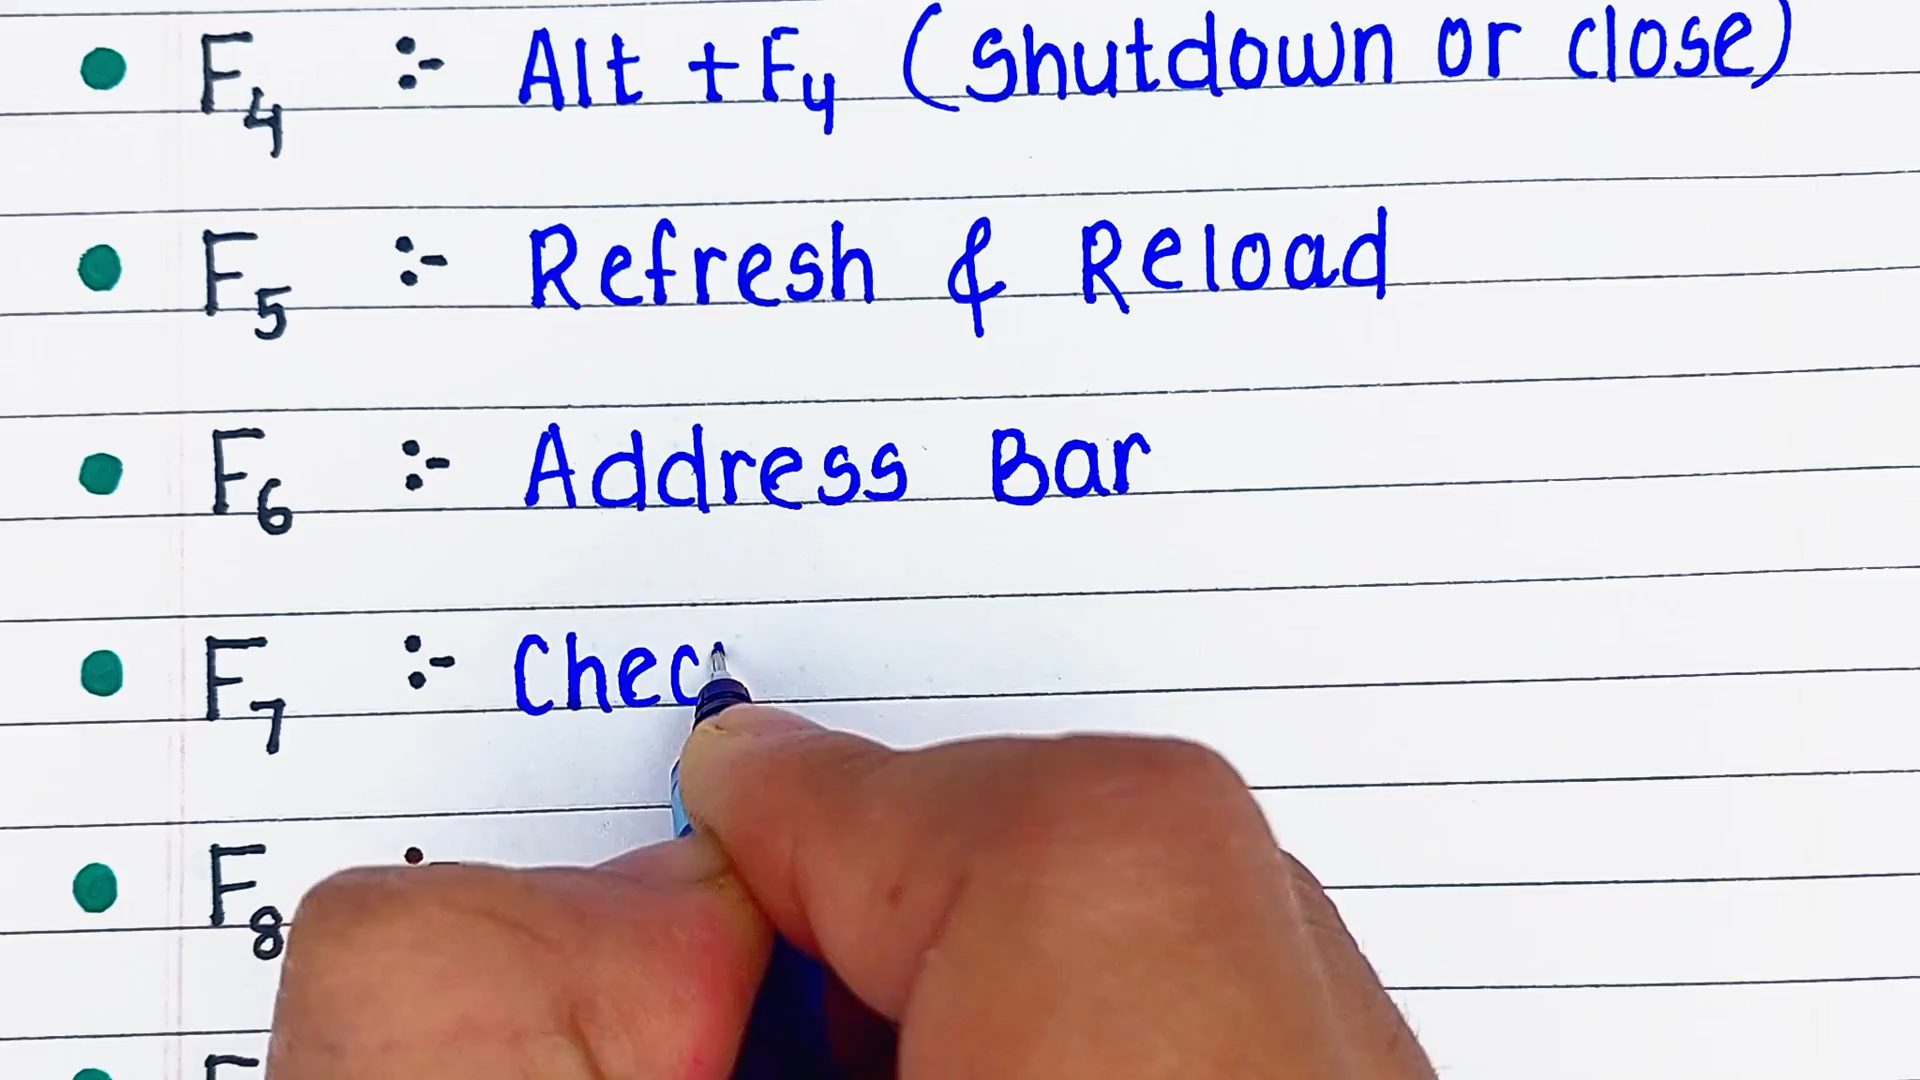 F4 :- Alt + F4 (shutdown or close)
F5 :- Refresh & Reload
F6 :- Address Bar
F7 :- Chec
F8 :-
F